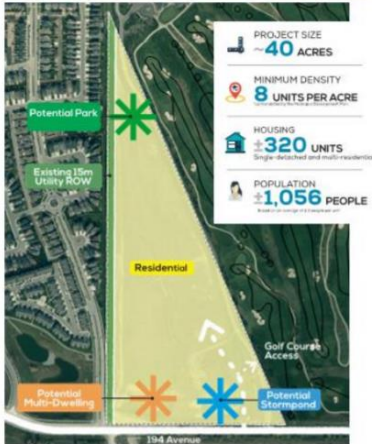 PROJECT SIZE
~40 ACRES
MINIMUM DENSITY
8 UNITS PER ACRE
HOUSING
±320 UNITS
Single-detached and multi-residential
POPULATION
±1,056 PEOPLE
Potential Park
Existing 15m
Utility ROW
Residential
Golf Course
Access
Potential
Multi-Dwelling
Potential
Stormpond
194 Avenue